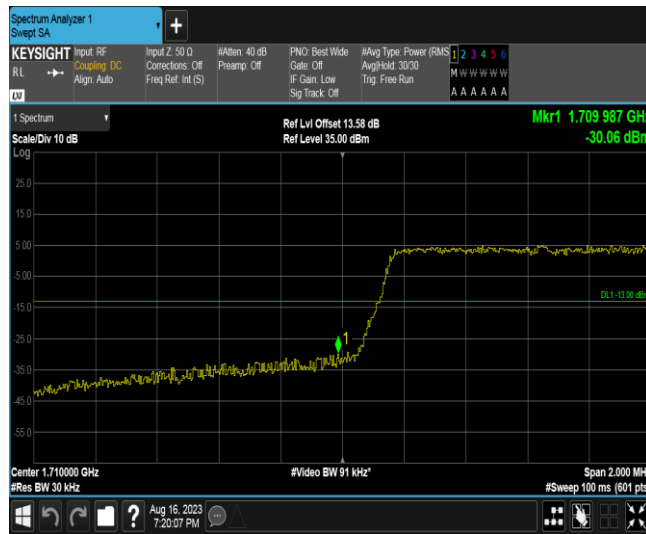 Spectrum Analyzer 1
Swept SA
+
KEYSIGHT
RL
LXI
Input: RF
Coupling: DC
Align: Auto
Input Z: 50 Ω
Corrections: Off
Freq Ref: Int (S)
#Atten: 40 dB
Preamp: Off
PNO: Best Wide
Gate: Off
IF Gain: Low
Sig Track: Off
#Avg Type: Power (RMS
Avg|Hold: 30/30
Trig: Free Run
1 2 3 4 5 6
M W W W W W
A A A A A A
1 Spectrum
Scale/Div 10 dB
Log
Ref Lvl Offset 13.58 dB
Ref Level 35.00 dBm
Mkr1 1.709 987 GHz
-30.06 dBm
25.0
15.0
5.00
-5.00
DL1 -13.00 dBm
-15.0
-25.0
1
-35.0
-45.0
-55.0
Center 1.710000 GHz
#Video BW 91 kHz*
Span 2.000 MH
#Res BW 30 kHz
#Sweep 100 ms (601 pts
?
Aug 16, 2023
7:20:07 PM